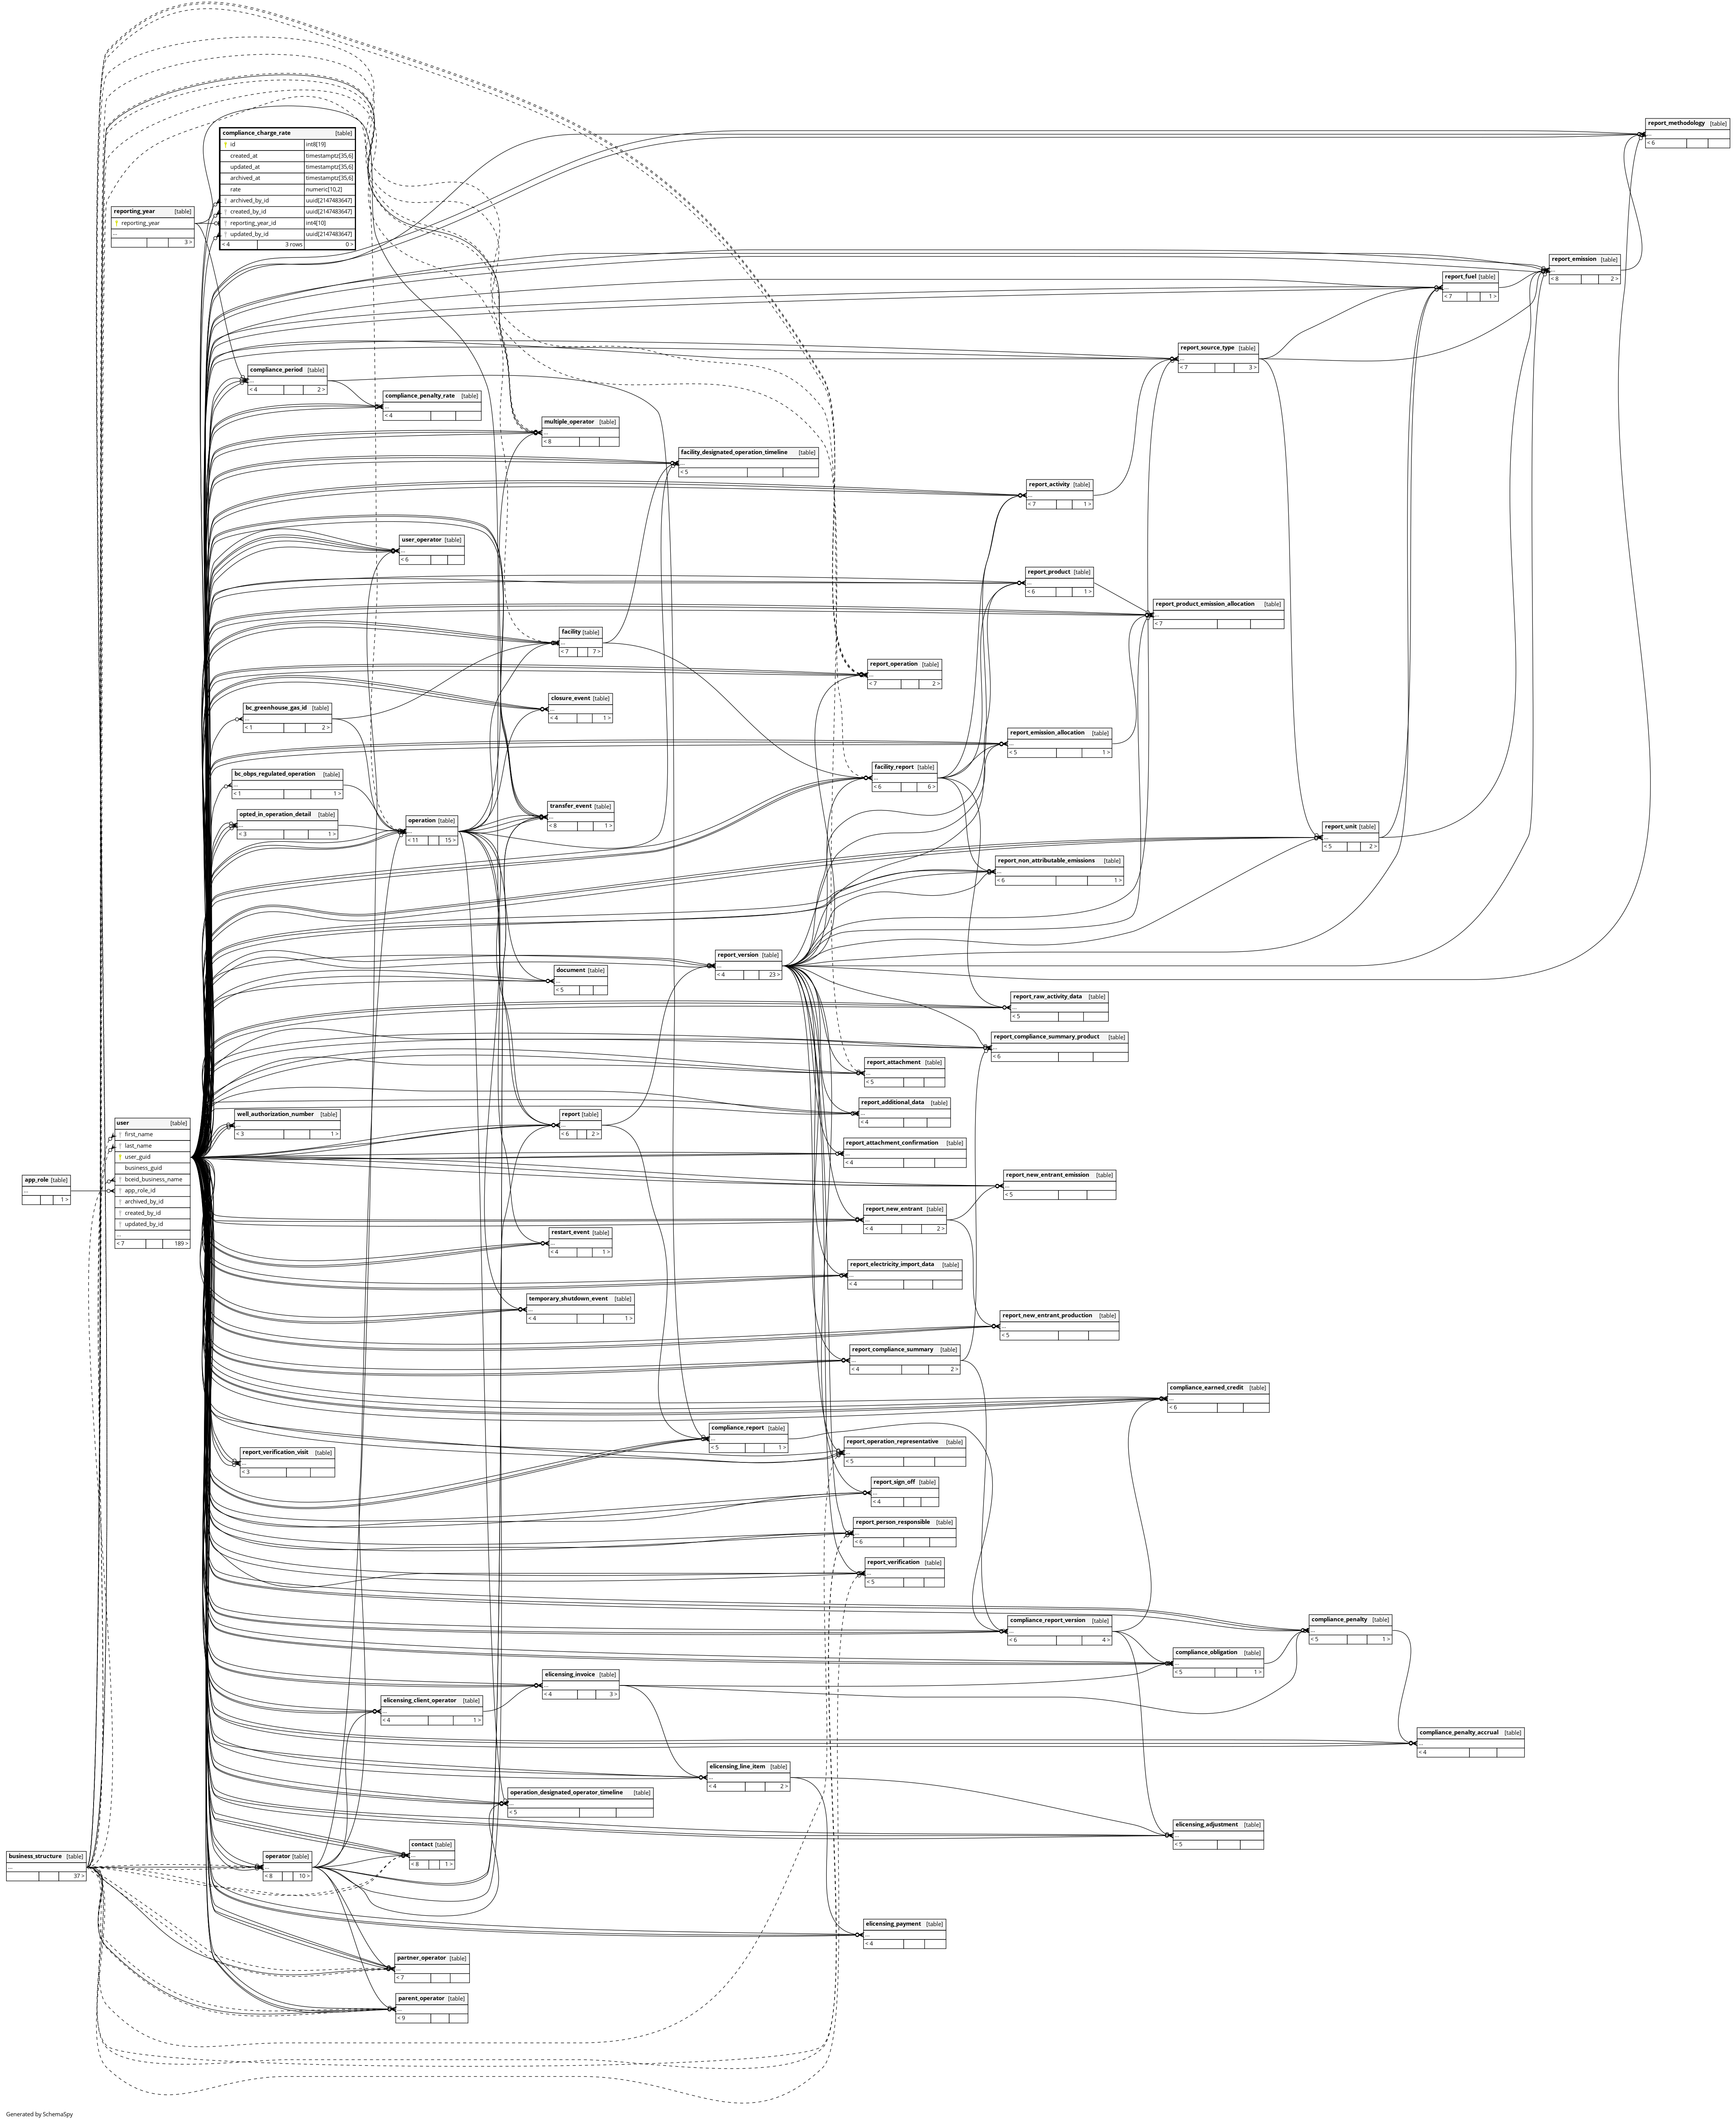 compliance_charge_rate [table]
id int8[19]
created_at timestamptz[35,6]
updated_at timestamptz[35,6]
archived_at timestamptz[35,6]
rate numeric[10,2]
archived_by_id uuid[2147483647]
created_by_id uuid[2147483647]
reporting_year_id int4[10]
updated_by_id uuid[2147483647]
< 4 3 rows 0 >
report_methodology [table]
...
< 6
reporting_year [table]
reporting_year
...
3 >
report_emission [table]
...
< 8 2 >
report_fuel [table]
...
< 7 1 >
report_source_type [table]
...
< 7 3 >
compliance_period [table]
...
< 4 2 >
compliance_penalty_rate [table]
...
< 4
multiple_operator [table]
...
< 8
facility_designated_operation_timeline [table]
...
< 5
report_activity [table]
...
< 7 1 >
user_operator [table]
...
< 6
report_product [table]
...
< 6 1 >
report_product_emission_allocation [table]
...
< 7
facility [table]
...
< 7 7 >
report_operation [table]
...
< 7 2 >
closure_event [table]
...
< 4 1 >
bc_greenhouse_gas_id [table]
...
< 1 2 >
report_emission_allocation [table]
...
< 5 1 >
facility_report [table]
...
< 6 6 >
bc_obps_regulated_operation [table]
...
< 1 1 >
transfer_event [table]
...
< 8 1 >
opted_in_operation_detail [table]
...
< 3 1 >
operation [table]
...
< 11 15 >
report_unit [table]
...
< 5 2 >
report_non_attributable_emissions [table]
...
< 6 1 >
report_version [table]
...
< 4 23 >
document [table]
...
< 5
report_raw_activity_data [table]
...
< 5
report_compliance_summary_product [table]
...
< 6
report_attachment [table]
...
< 5
report_additional_data [table]
...
< 4
well_authorization_number [table]
...
< 3 1 >
report [table]
...
< 6 2 >
user [table]
first_name
last_name
user_guid
business_guid
bceid_business_name
app_role_id
archived_by_id
created_by_id
updated_by_id
...
< 7 189 >
report_attachment_confirmation [table]
...
< 4
app_role [table]
...
1 >
report_new_entrant_emission [table]
...
< 5
report_new_entrant [table]
...
< 4 2 >
restart_event [table]
...
< 4 1 >
report_electricity_import_data [table]
...
< 4
temporary_shutdown_event [table]
...
< 4 1 >
report_new_entrant_production [table]
...
< 5
report_compliance_summary [table]
...
< 4 2 >
compliance_earned_credit [table]
...
< 6
compliance_report [table]
...
< 5 1 >
report_operation_representative [table]
...
< 5
report_verification_visit [table]
...
< 3
report_sign_off [table]
...
< 4
report_person_responsible [table]
...
< 6
report_verification [table]
...
< 5
compliance_report_version [table]
...
< 6 4 >
compliance_penalty [table]
...
< 5 1 >
compliance_obligation [table]
...
< 5 1 >
elicensing_invoice [table]
...
< 4 3 >
elicensing_client_operator [table]
...
< 4 1 >
compliance_penalty_accrual [table]
...
< 4
elicensing_line_item [table]
...
< 4 2 >
operation_designated_operator_timeline [table]
...
< 5
elicensing_adjustment [table]
...
< 5
contact [table]
...
< 8 1 >
business_structure [table]
...
37 >
operator [table]
...
< 8 10 >
elicensing_payment [table]
...
< 4
partner_operator [table]
...
< 7
parent_operator [table]
...
< 9
Generated by SchemaSpy